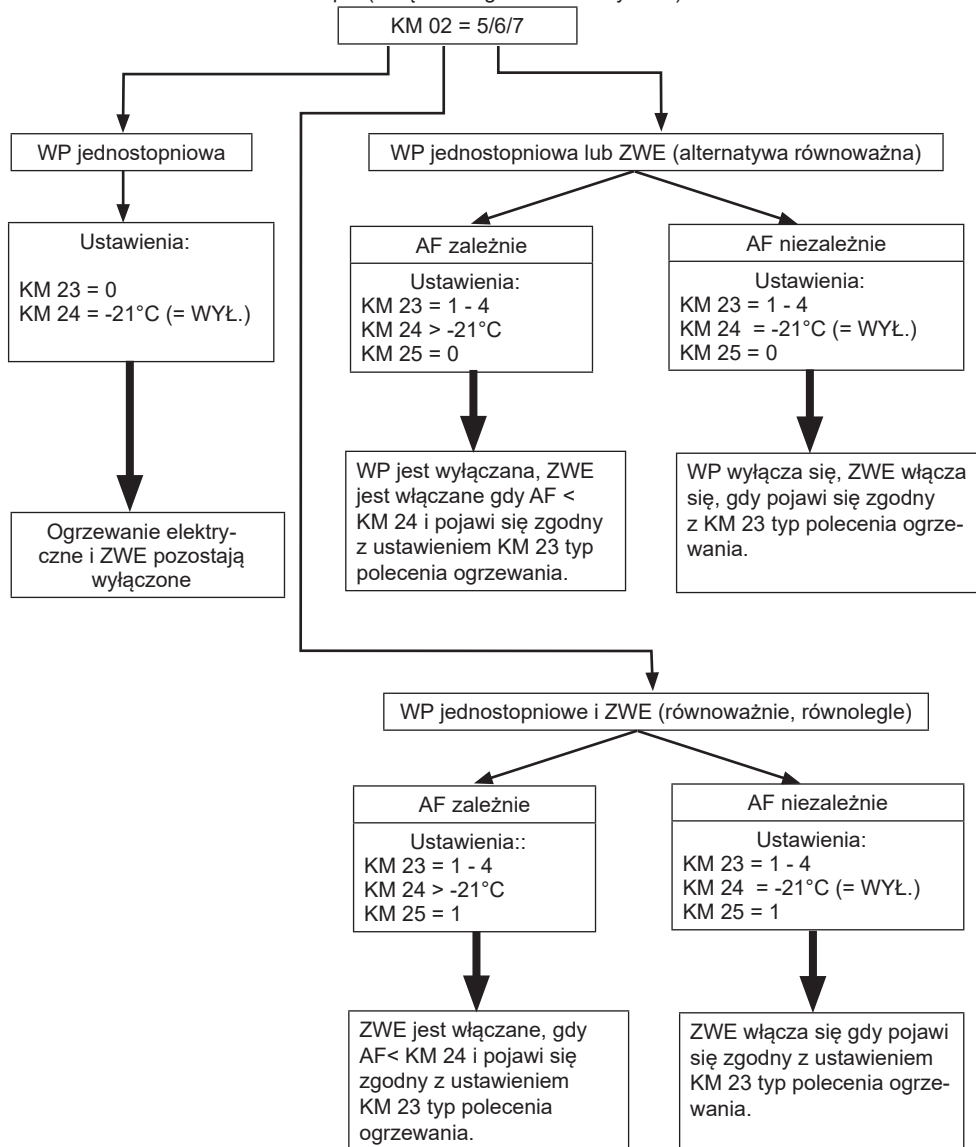 KM 02 = 5/6/7
WP jednostopniowa
Ustawienia:
KM 23 = 0
KM 24 = -21°C (= WYŁ.)
Ogrzewanie elektry-
czne i ZWE pozostają
wyłączone
WP jednostopniowa lub ZWE (alternatywa równoważna)
AF zależnie
Ustawienia:
KM 23 = 1 - 4
KM 24 > -21°C
KM 25 = 0
WP jest wyłączana, ZWE
jest włączane gdy AF <
KM 24 i pojawi się zgodny
z ustawieniem KM 23 typ
polecenia ogrzewania.
AF niezależnie
Ustawienia:
KM 23 = 1 - 4
KM 24 = -21°C (= WYŁ.)
KM 25 = 0
WP wyłącza się, ZWE włącza
się, gdy pojawi się zgodny
z KM 23 typ polecenia ogrze-
wania.
WP jednostopniowe i ZWE (równoważnie, równolegle)
AF zależnie
Ustawienia::
KM 23 = 1 - 4
KM 24 > -21°C
KM 25 = 1
ZWE jest włączane, gdy
AF< KM 24 i pojawi się
zgodny z ustawieniem
KM 23 typ polecenia
ogrzewania.
AF niezależnie
Ustawienia:
KM 23 = 1 - 4
KM 24 = -21°C (= WYŁ.)
KM 25 = 1
ZWE włącza się gdy pojawi
się zgodny z ustawieniem
KM 23 typ polecenia ogrze-
wania.